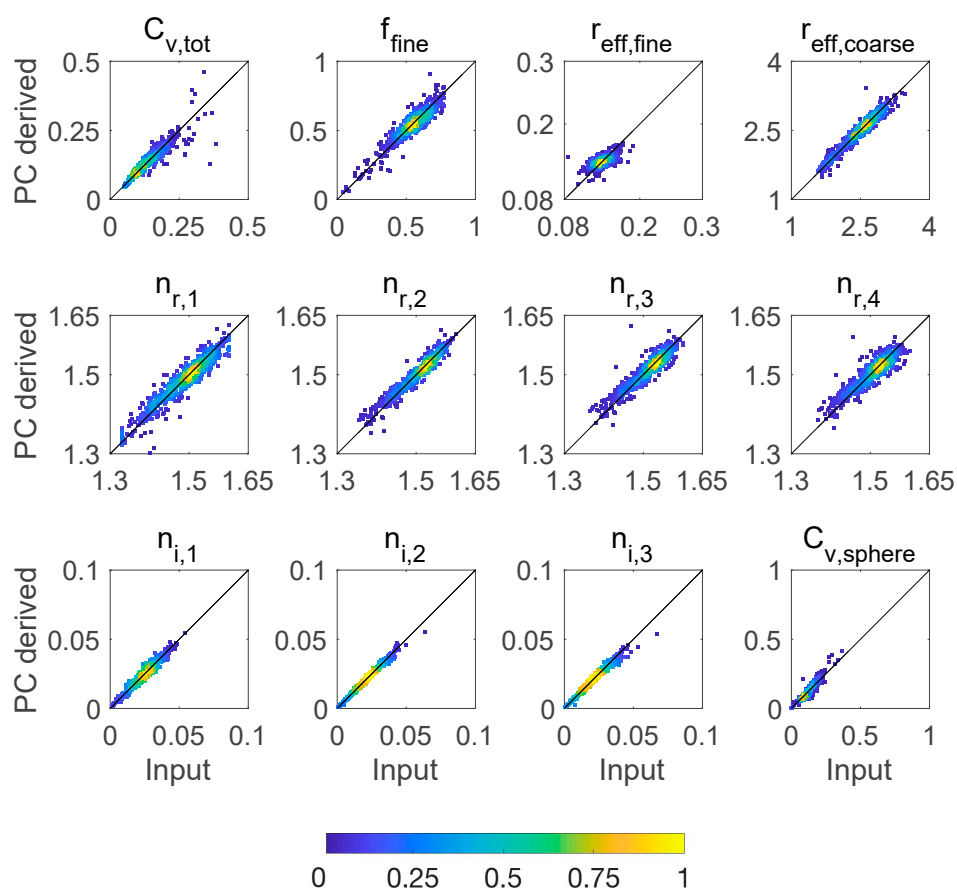 C_v,tot f_fine r_eff,fine r_eff,coarse
PC derived
0.5 1 0.3 4
0.25 0.5 0.2 2.5
0 0 0.08 1
0 0.25 0.5 0 0.5 1 0.08 0.2 0.3 1 2.5 4
n_r,1 n_r,2 n_r,3 n_r,4
PC derived
1.65 1.65 1.65 1.65
1.5 1.5 1.5 1.5
1.3 1.3 1.3 1.3
1.3 1.5 1.65 1.3 1.5 1.65 1.3 1.5 1.65 1.3 1.5 1.65
n_i,1 n_i,2 n_i,3 C_v,sphere
PC derived
0.1 0.1 0.1 1
0.05 0.05 0.05 0.5
0 0 0 0
0 0.05 0.1 0 0.05 0.1 0 0.05 0.1 0 0.5 1
Input Input Input Input
0 0.25 0.5 0.75 1